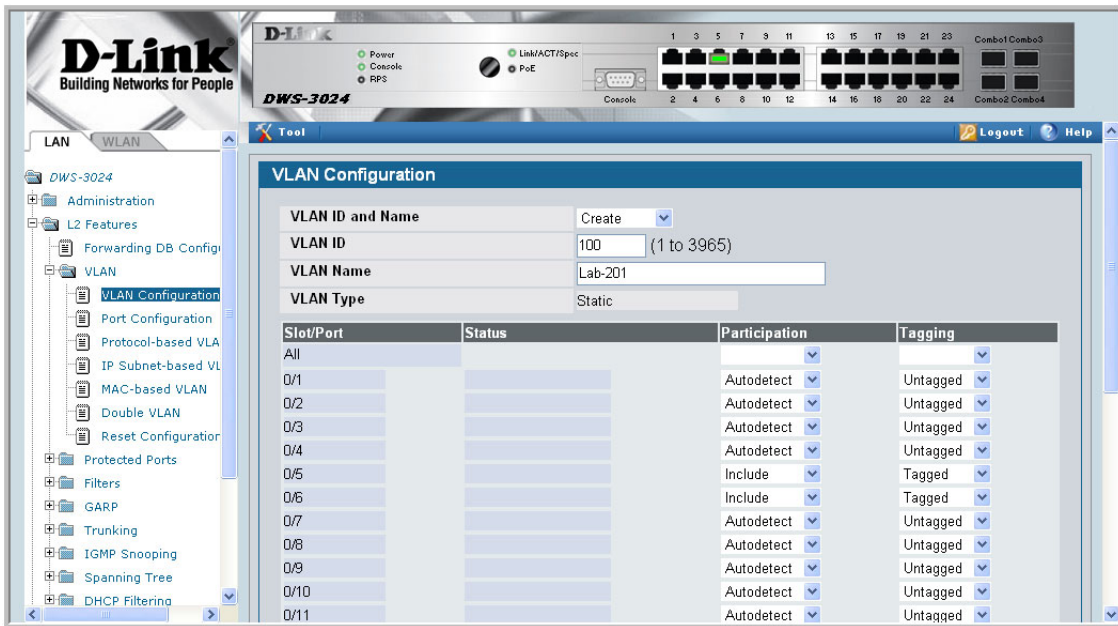 D-Link
Building Networks for People
D-Link
Power
Console
RPS
Link/ACT/Spec
PoE
DWS-3024
Console
1 3 5 7 9 11 13 15 17 19 21 23
2 4 6 8 10 12 14 16 18 20 22 24
Combo1 Combo3
Combo2 Combo4
LAN WLAN
Tool
Logout Help
DWS-3024
Administration
L2 Features
Forwarding DB Config
VLAN
VLAN Configuration
Port Configuration
Protocol-based VLA
IP Subnet-based VL
MAC-based VLAN
Double VLAN
Reset Configuration
Protected Ports
Filters
GARP
Trunking
IGMP Snooping
Spanning Tree
DHCP Filtering
VLAN Configuration
VLAN ID and Name Create
VLAN ID 100 (1 to 3965)
VLAN Name Lab-201
VLAN Type Static
Slot/Port Status Participation Tagging
All
0/1 Autodetect Untagged
0/2 Autodetect Untagged
0/3 Autodetect Untagged
0/4 Autodetect Untagged
0/5 Include Tagged
0/6 Include Tagged
0/7 Autodetect Untagged
0/8 Autodetect Untagged
0/9 Autodetect Untagged
0/10 Autodetect Untagged
0/11 Autodetect Untagged